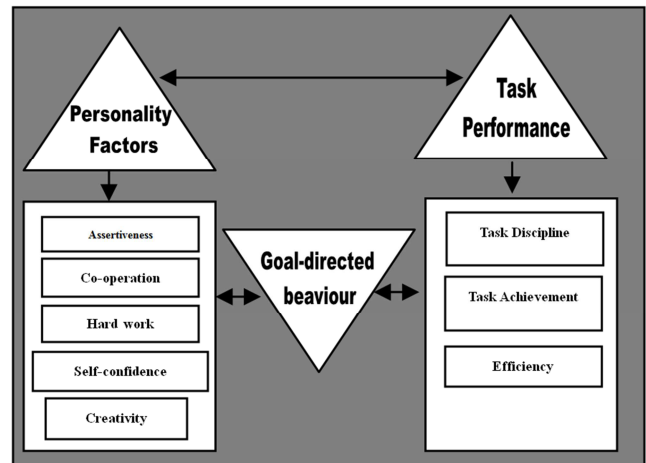 Personality
Factors
Task
Performance
Assertiveness
Co-operation
Hard work
Self-confidence
Creativity
Goal-directed
beaviour
Task Discipline
Task Achievement
Efficiency